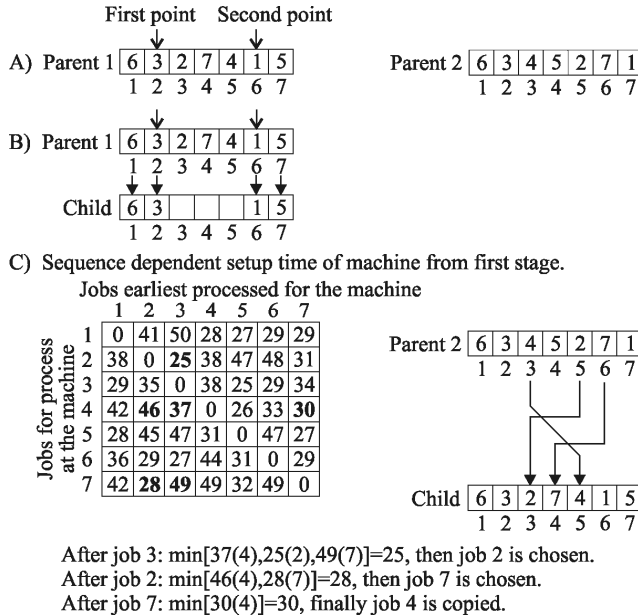 First point Second point
A) Parent 1 6 3 2 7 4 1 5
1 2 3 4 5 6 7
Parent 2 6 3 4 5 2 7 1
1 2 3 4 5 6 7
B) Parent 1 6 3 2 7 4 1 5
1 2 3 4 5 6 7
Child 6 3 1 5
1 2 3 4 5 6 7
C) Sequence dependent setup time of machine from first stage.
Jobs earliest processed for the machine
Jobs for process
at the machine
1 2 3 4 5 6 7
1 0 41 50 28 27 29 29
2 38 0 25 38 47 48 31
3 29 35 0 38 25 29 34
4 42 46 37 0 26 33 30
5 28 45 47 31 0 47 27
6 36 29 27 44 31 0 29
7 42 28 49 49 32 49 0
Parent 2 6 3 4 5 2 7 1
1 2 3 4 5 6 7
Child 6 3 2 7 4 1 5
1 2 3 4 5 6 7
After job 3: min[37(4),25(2),49(7)]=25, then job 2 is chosen.
After job 2: min[46(4),28(7)]=28, then job 7 is chosen.
After job 7: min[30(4)]=30, finally job 4 is copied.